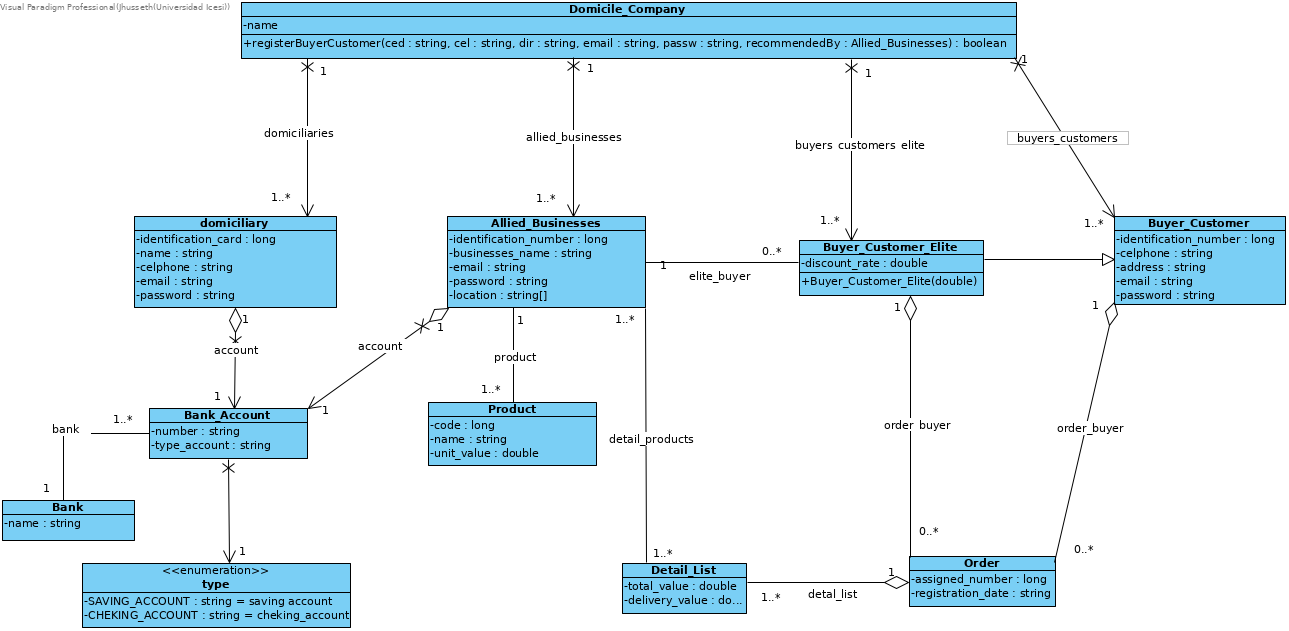 Visual Paradigm Professional(Jhusseth(Universidad Icesi))
Domicile_Company
-name
+registerBuyerCustomer(ced : string, cel : string, dir : string, email : string, passw : string, recommendedBy : Allied_Businesses) : boolean
1
1
1
1
domiciliaries
allied_businesses
buyers customers elite
buyers_customers
1..*
1..*
1..*
1..*
domiciliary
-identification_card : long
-name : string
-celphone : string
-email : string
-password : string
Allied_Businesses
-identification_number : long
-businesses_name : string
-email : string
-password : string
-location : string[]
1
elite_buyer
0..*
Buyer_Customer_Elite
-discount_rate : double
+Buyer_Customer_Elite(double)
Buyer_Customer
-identification_number : long
-celphone : string
-address : string
-email : string
-password : string
1
account
1
1
account
1
1
product
1..*
1..*
detail_products
1..*
1
order buyer
0..*
1
order_buyer
0..*
Bank_Account
-number : string
-type_account : string
Product
-code : long
-name : string
-unit_value : double
1..*
bank
1
Bank
-name : string
1
<<enumeration>>
type
-SAVING_ACCOUNT : string = saving account
-CHEKING_ACCOUNT : string = cheking_account
Detail_List
-total_value : double
-delivery_value : do...
1..*
detal_list
1
Order
-assigned_number : long
-registration_date : string